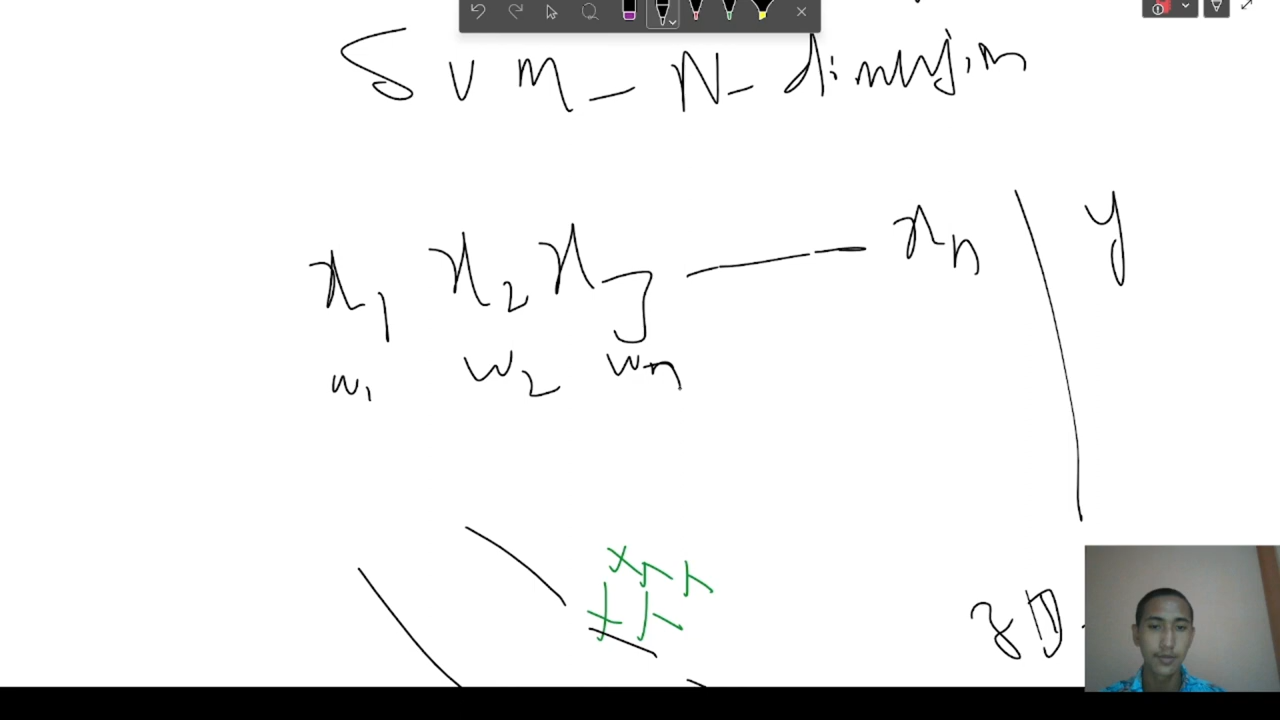 SVM - N - dimension
x1 x2 x3 ——— xn | y
w1 w2 wn
3D